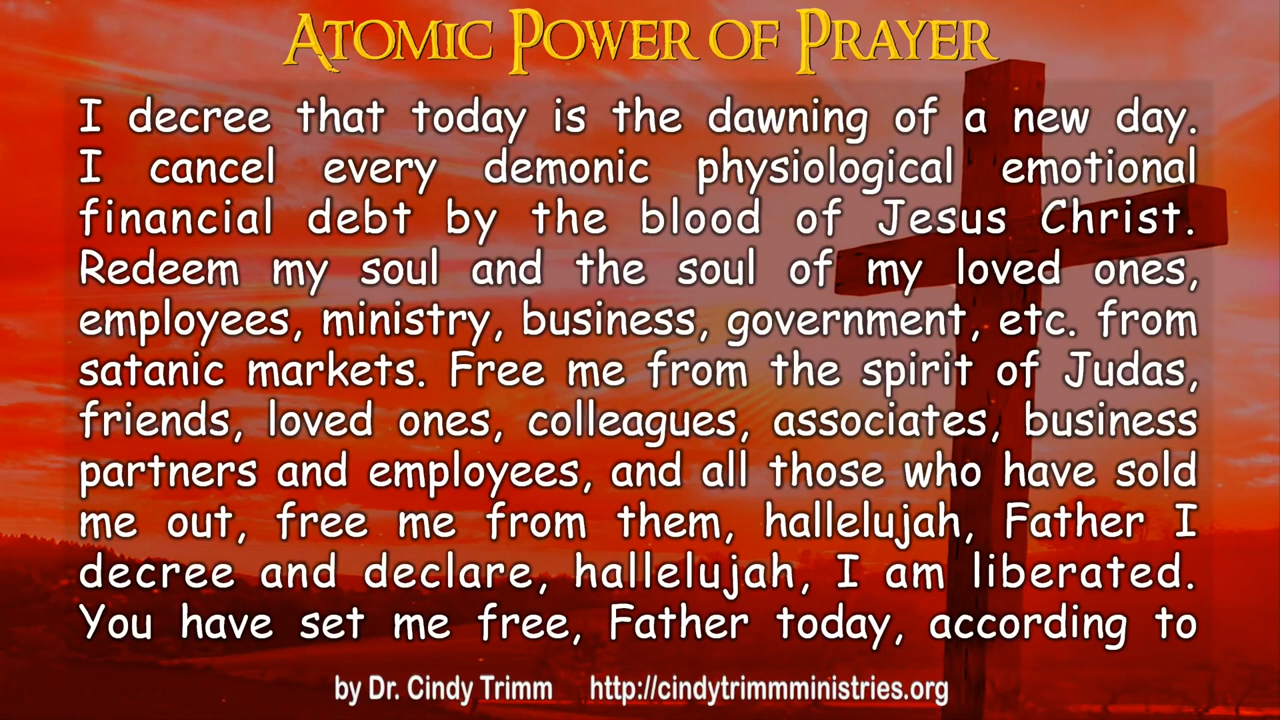 Atomic Power of Prayer
I decree that today is the dawning of a new day.
I cancel every demonic physiological emotional
financial debt by the blood of Jesus Christ.
Redeem my soul and the soul of my loved ones,
employees, ministry, business, government, etc. from
satanic markets. Free me from the spirit of Judas,
friends, loved ones, colleagues, associates, business
partners and employees, and all those who have sold
me out, free me from them, hallelujah, Father I
decree and declare, hallelujah, I am liberated.
You have set me free, Father today, according to
by Dr. Cindy Trimm http://cindytrimmministries.org